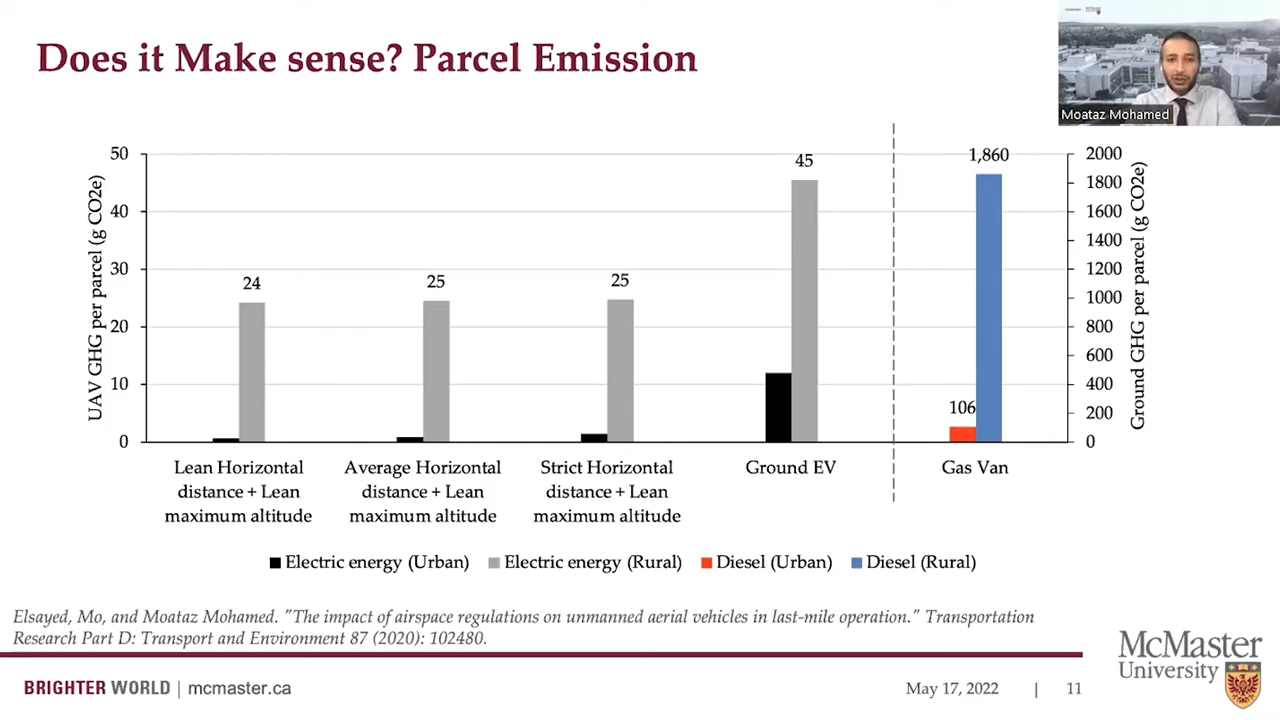 Does it Make sense? Parcel Emission
Moataz Mohamed
UAV GHG per parcel (g CO2e)
50
40
30
20
10
0
24
25
25
45
106
1,860
2000
1800
1600
1400
1200
1000
800
600
400
200
0
Ground GHG per parcel (g CO2e)
Lean Horizontal
distance + Lean
maximum altitude
Average Horizontal
distance + Lean
maximum altitude
Strict Horizontal
distance + Lean
maximum altitude
Ground EV
Gas Van
Electric energy (Urban)
Electric energy (Rural)
Diesel (Urban)
Diesel (Rural)
Elsayed, Mo, and Moataz Mohamed. "The impact of airspace regulations on unmanned aerial vehicles in last-mile operation." Transportation
Research Part D: Transport and Environment 87 (2020): 102480.
BRIGHTER WORLD | mcmaster.ca
May 17, 2022 | 11
McMaster
University